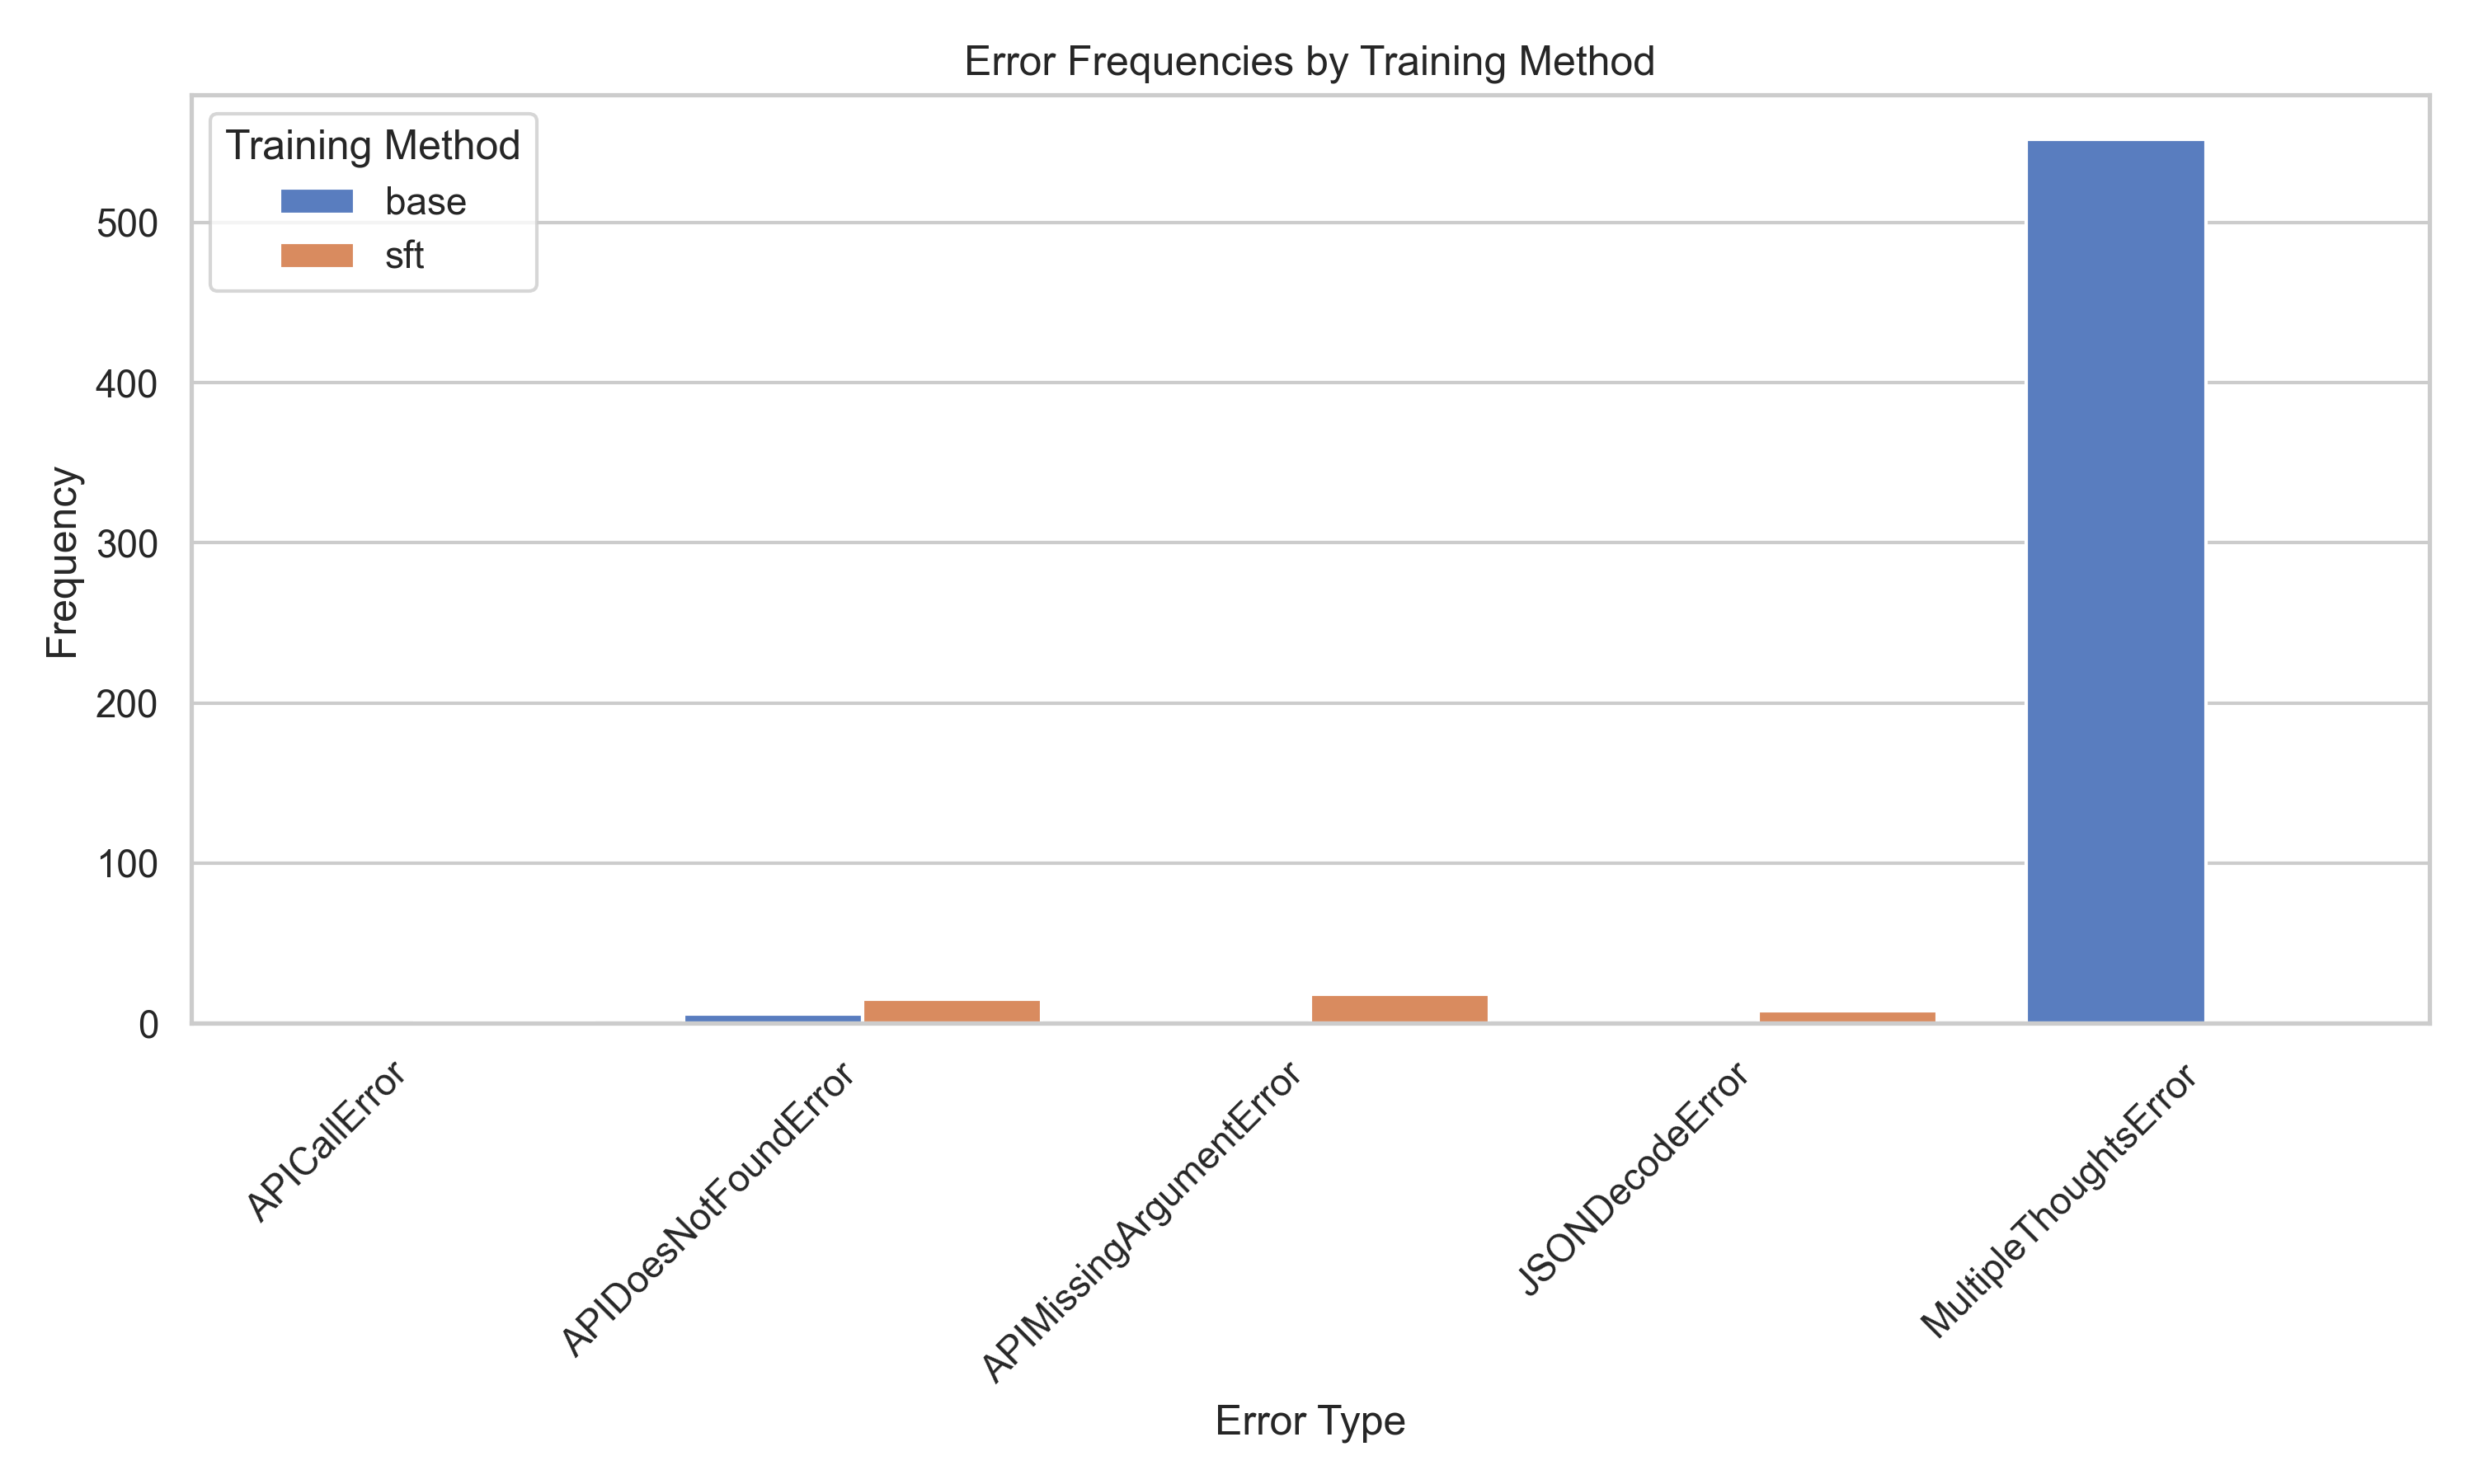 Error Frequencies by Training Method
Training Method
base
sft
Frequency
500
400
300
200
100
0
APICallError
APIDoesNotFoundError
APIMissingArgumentError
JSONDecodeError
MultipleThoughtsError
Error Type